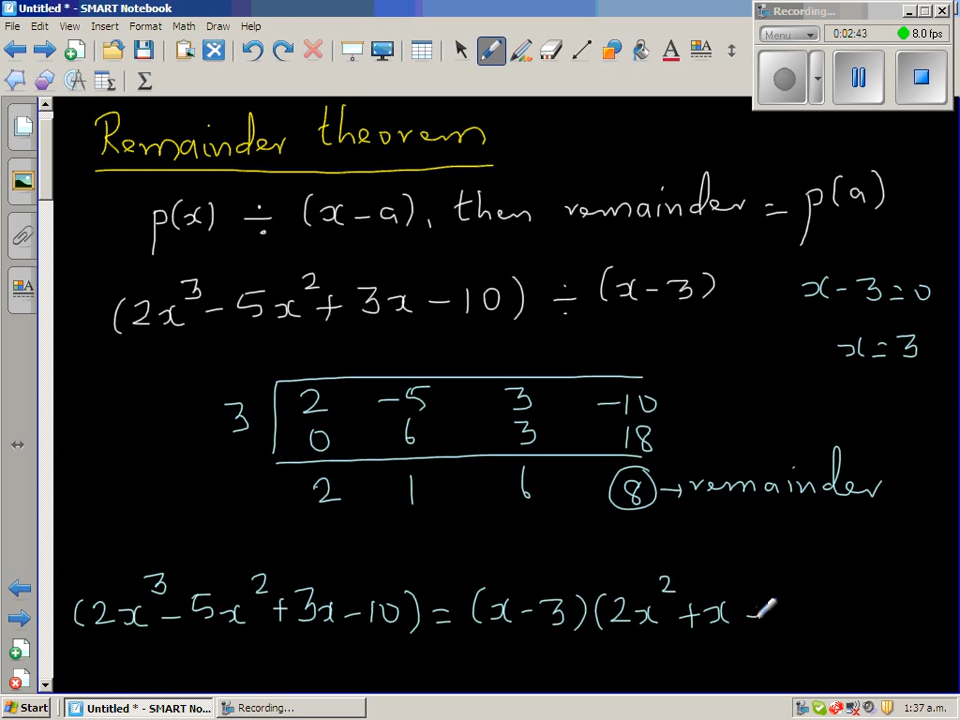 Untitled * - SMART Notebook
File Edit View Insert Format Math Draw Help
Recording...
Menu 0:02:43 8.0 fps
Remainder theorem
p(x) ÷ (x-a), then remainder = p(a)
(2x³ - 5x² + 3x - 10) ÷ (x-3)
x-3=0
x=3
3 2 -5 3 -10
0 6 3 18
2 1 6 8 → remainder
(2x³ - 5x² + 3x - 10) = (x-3)(2x² + x -
Start Untitled * - SMART No... Recording... 1:37 a.m.